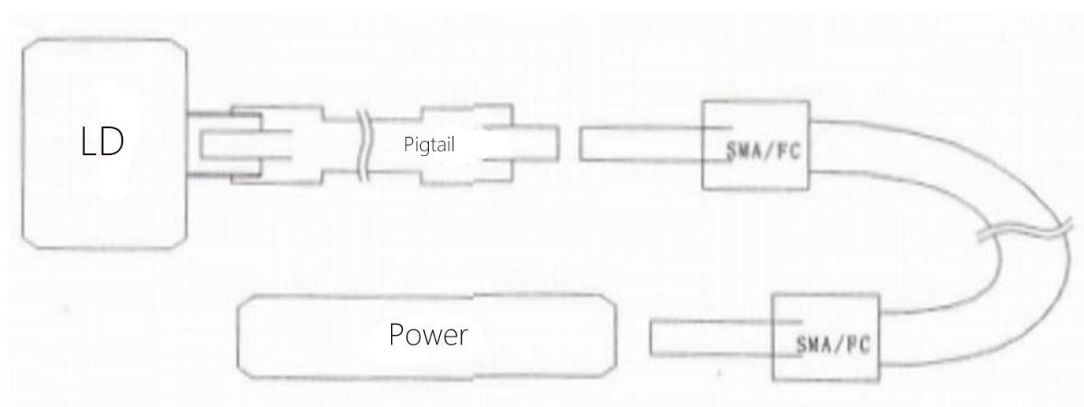 LD
Pigtail
SMA/FC
Power
SMA/FC